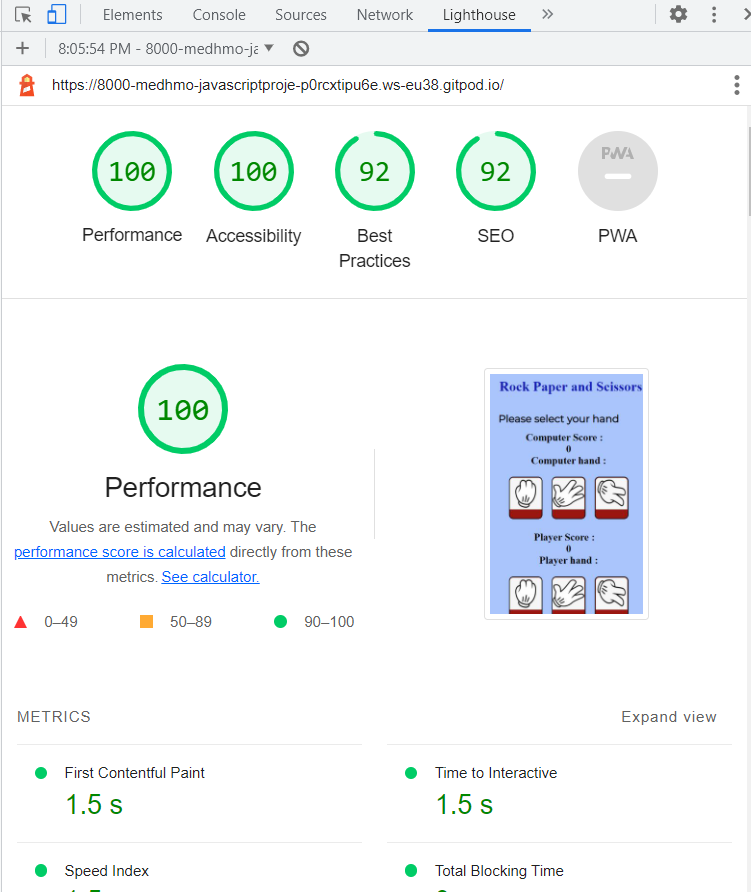 Elements Console Sources Network Lighthouse
8:05:54 PM - 8000-medhmo-ja
https://8000-medhmo-javascriptproje-p0rcxtipu6e.ws-eu38.gitpod.io/
100 100 92 92 PWA
Performance Accessibility Best Practices SEO PWA
100
Performance
Values are estimated and may vary. The
performance score is calculated directly from these
metrics. See calculator.
0–49 50–89 90–100
Rock Paper and Scissors
Please select your hand
Computer Score :
0
Computer hand :
Player Score :
0
Player hand :
METRICS Expand view
First Contentful Paint Time to Interactive
1.5 s 1.5 s
Speed Index Total Blocking Time